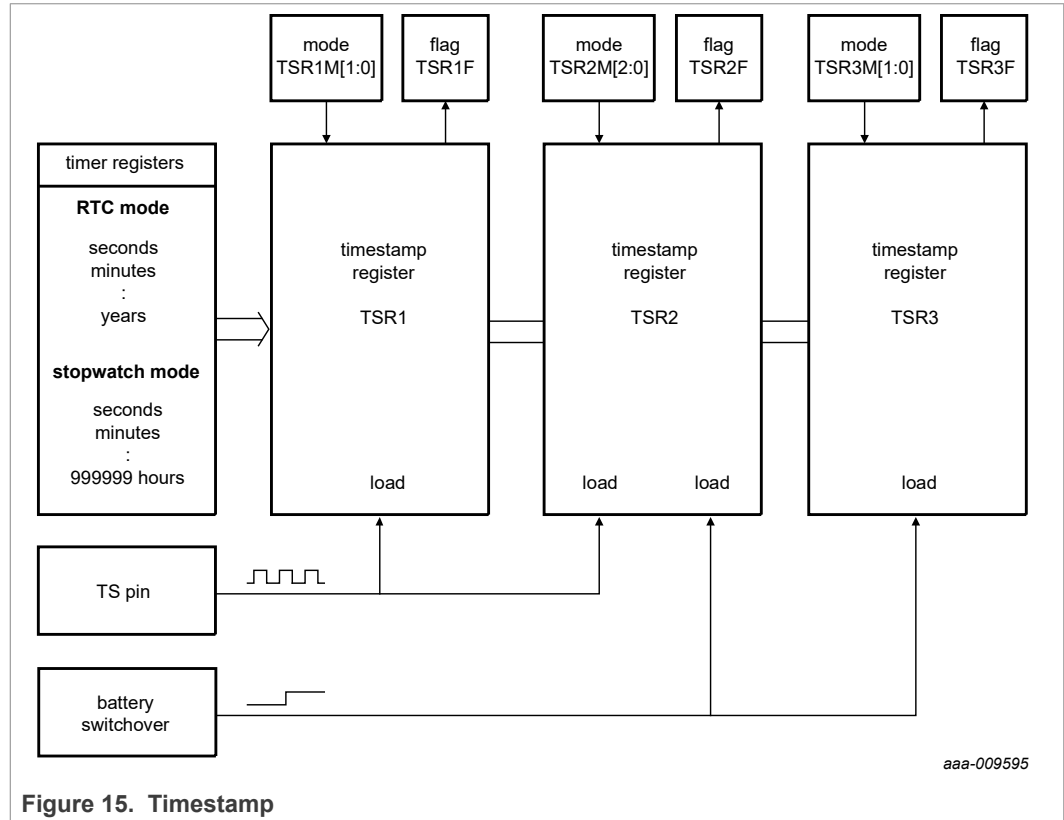 mode
TSR1M[1:0]
flag
TSR1F
mode
TSR2M[2:0]
flag
TSR2F
mode
TSR3M[1:0]
flag
TSR3F
timer registers
RTC mode
seconds
minutes
:
years
stopwatch mode
seconds
minutes
:
999999 hours
timestamp
register
TSR1
load
timestamp
register
TSR2
load
load
timestamp
register
TSR3
load
TS pin
battery
switchover
aaa-009595
Figure 15. Timestamp